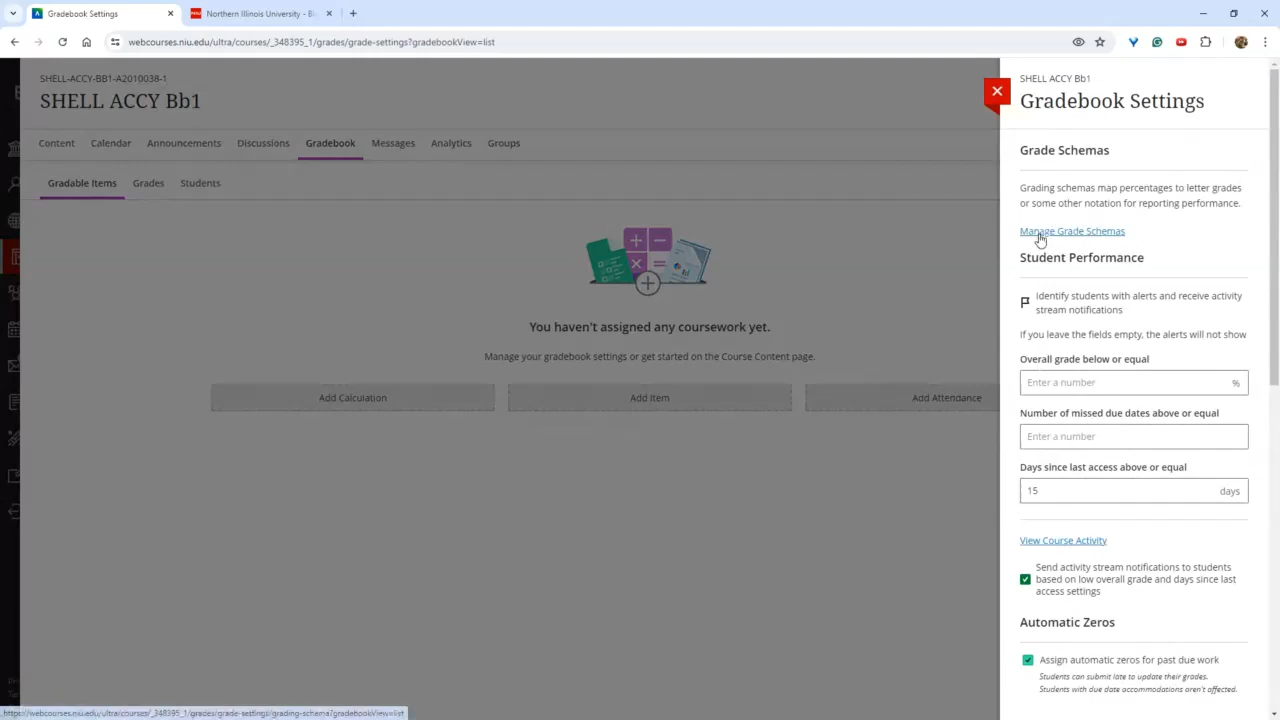 Gradebook Settings
Northern Illinois University - Bl
webcourses.niu.edu/ultra/courses/_348395_1/grades/grade-settings?gradebookView=list
SHELL-ACCY-BB1-A2010038-1
SHELL ACCY Bb1
Content
Calendar
Announcements
Discussions
Gradebook
Messages
Analytics
Groups
Gradable Items
Grades
Students
You haven't assigned any coursework yet.
Manage your gradebook settings or get started on the Course Content page.
Add Calculation
Add Item
Add Attendance
SHELL ACCY Bb1
Gradebook Settings
Grade Schemas
Grading schemas map percentages to letter grades
or some other notation for reporting performance.
Manage Grade Schemas
Student Performance
Identify students with alerts and receive activity
stream notifications
If you leave the fields empty, the alerts will not show
Overall grade below or equal
Enter a number %
Number of missed due dates above or equal
Enter a number
Days since last access above or equal
15 days
View Course Activity
Send activity stream notifications to students
based on low overall grade and days since last
access settings
Automatic Zeros
Assign automatic zeros for past due work
Students can submit late to update their grades.
Students with due date accommodations aren't affected.
https://webcourses.niu.edu/ultra/courses/_348395_1/grades/grade-settings/grading-schema?gradebookView=list